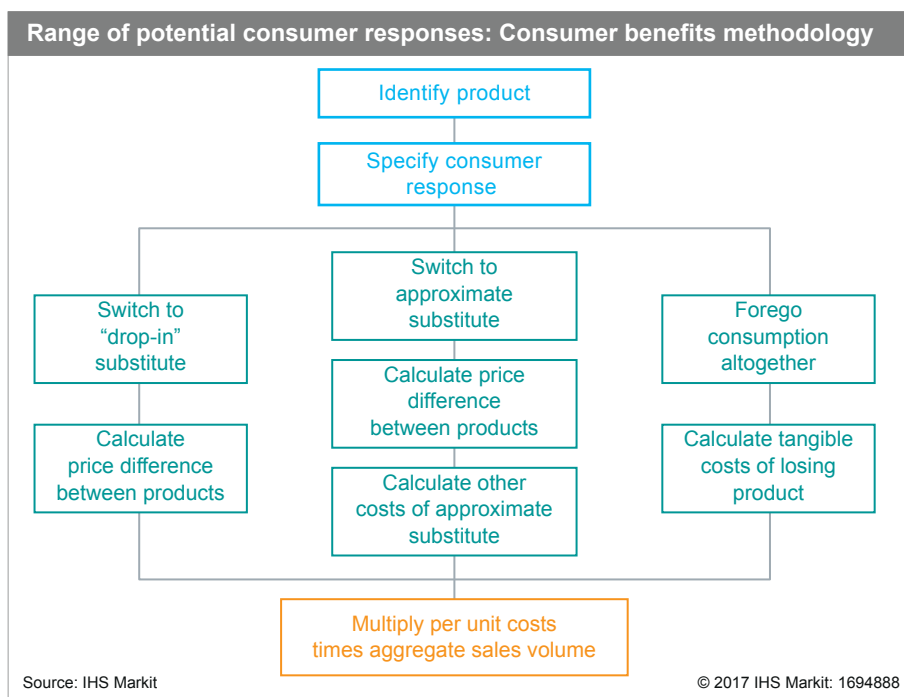 Range of potential consumer responses: Consumer benefits methodology
Identify product
Specify consumer
response
Switch to
“drop-in”
substitute
Calculate
price difference
between products
Switch to
approximate
substitute
Calculate price
difference
between products
Calculate other
costs of approximate
substitute
Forego
consumption
altogether
Calculate tangible
costs of losing
product
Multiply per unit costs
times aggregate sales volume
Source: IHS Markit
© 2017 IHS Markit: 1694888